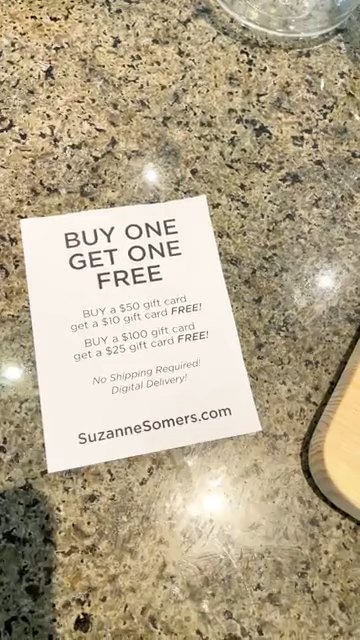 BUY ONE
GET ONE
FREE
BUY a $50 gift card
get a $10 gift card FREE!
BUY a $100 gift card
get a $25 gift card FREE!
No Shipping Required!
Digital Delivery!
SuzanneSomers.com